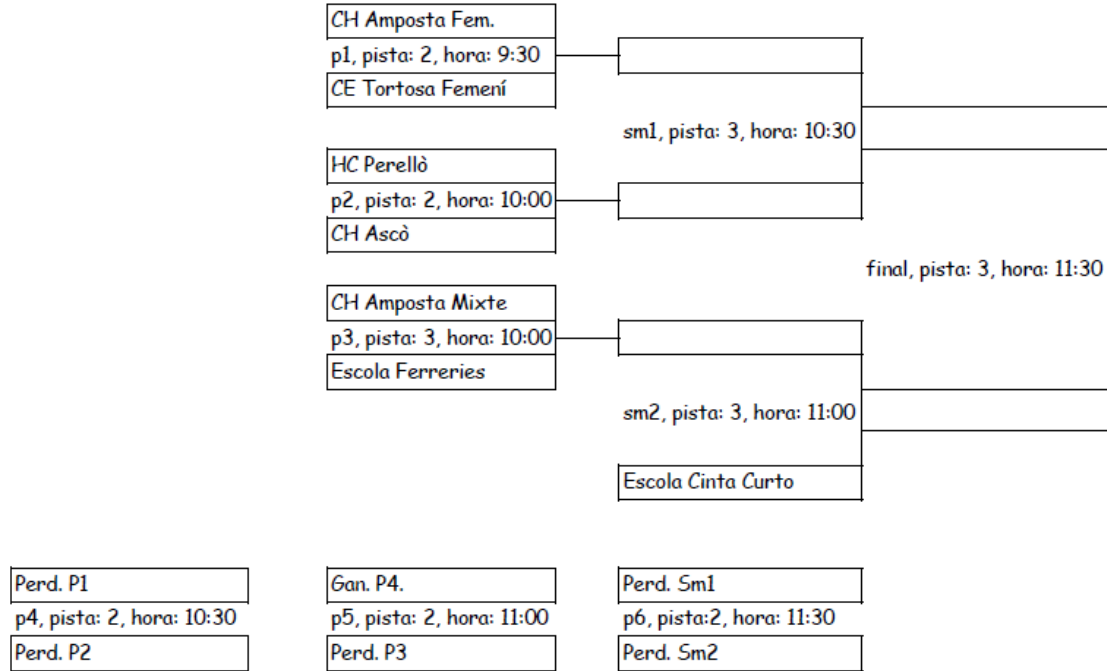 CH Amposta Fem.
p1, pista: 2, hora: 9:30
CE Tortosa Femení
sm1, pista: 3, hora: 10:30
HC Perellò
p2, pista: 2, hora: 10:00
CH Ascò
final, pista: 3, hora: 11:30
CH Amposta Mixte
p3, pista: 3, hora: 10:00
Escola Ferreries
sm2, pista: 3, hora: 11:00
Escola Cinta Curto
Perd. P1
p4, pista: 2, hora: 10:30
Perd. P2
Gan. P4.
p5, pista: 2, hora: 11:00
Perd. P3
Perd. Sm1
p6, pista:2, hora: 11:30
Perd. Sm2